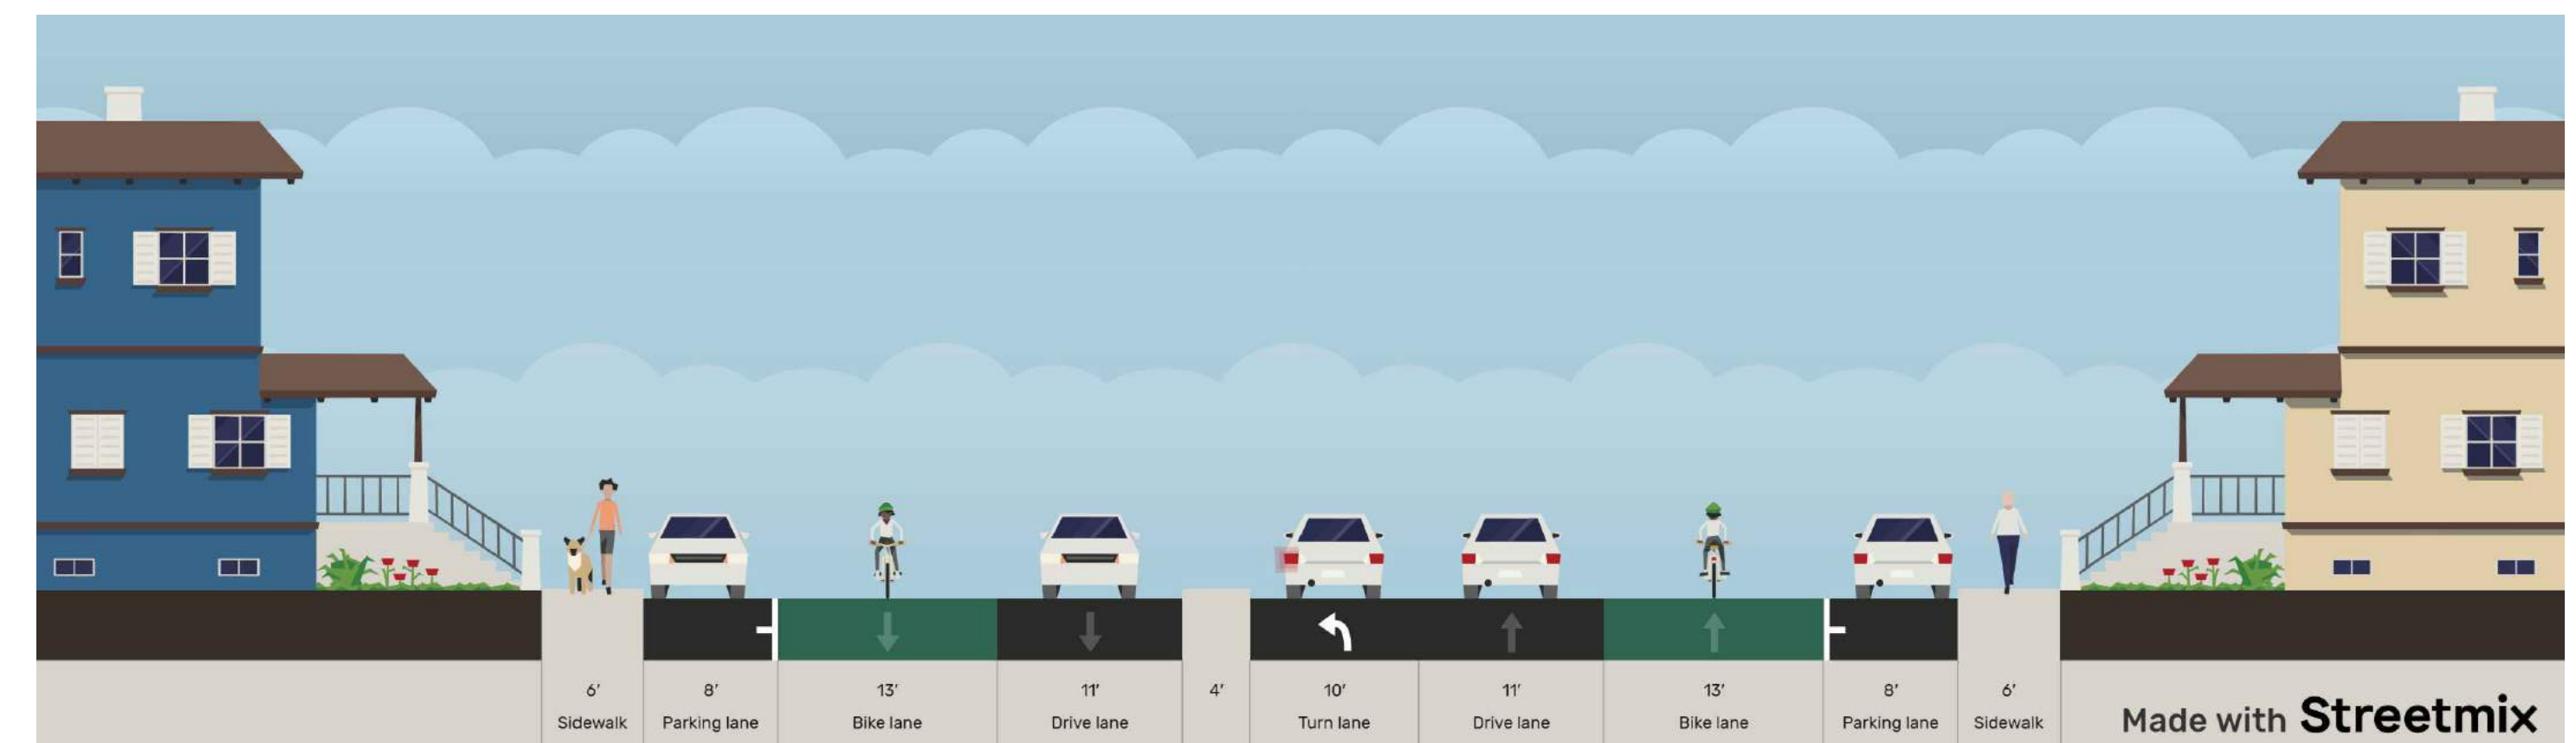 6′ 8′ 13′ 11′ 4′ 10′ 11′ 13′ 8′ 6′
Sidewalk Parking lane Bike lane Drive lane Turn lane Drive lane Bike lane Parking lane Sidewalk
Made with Streetmix